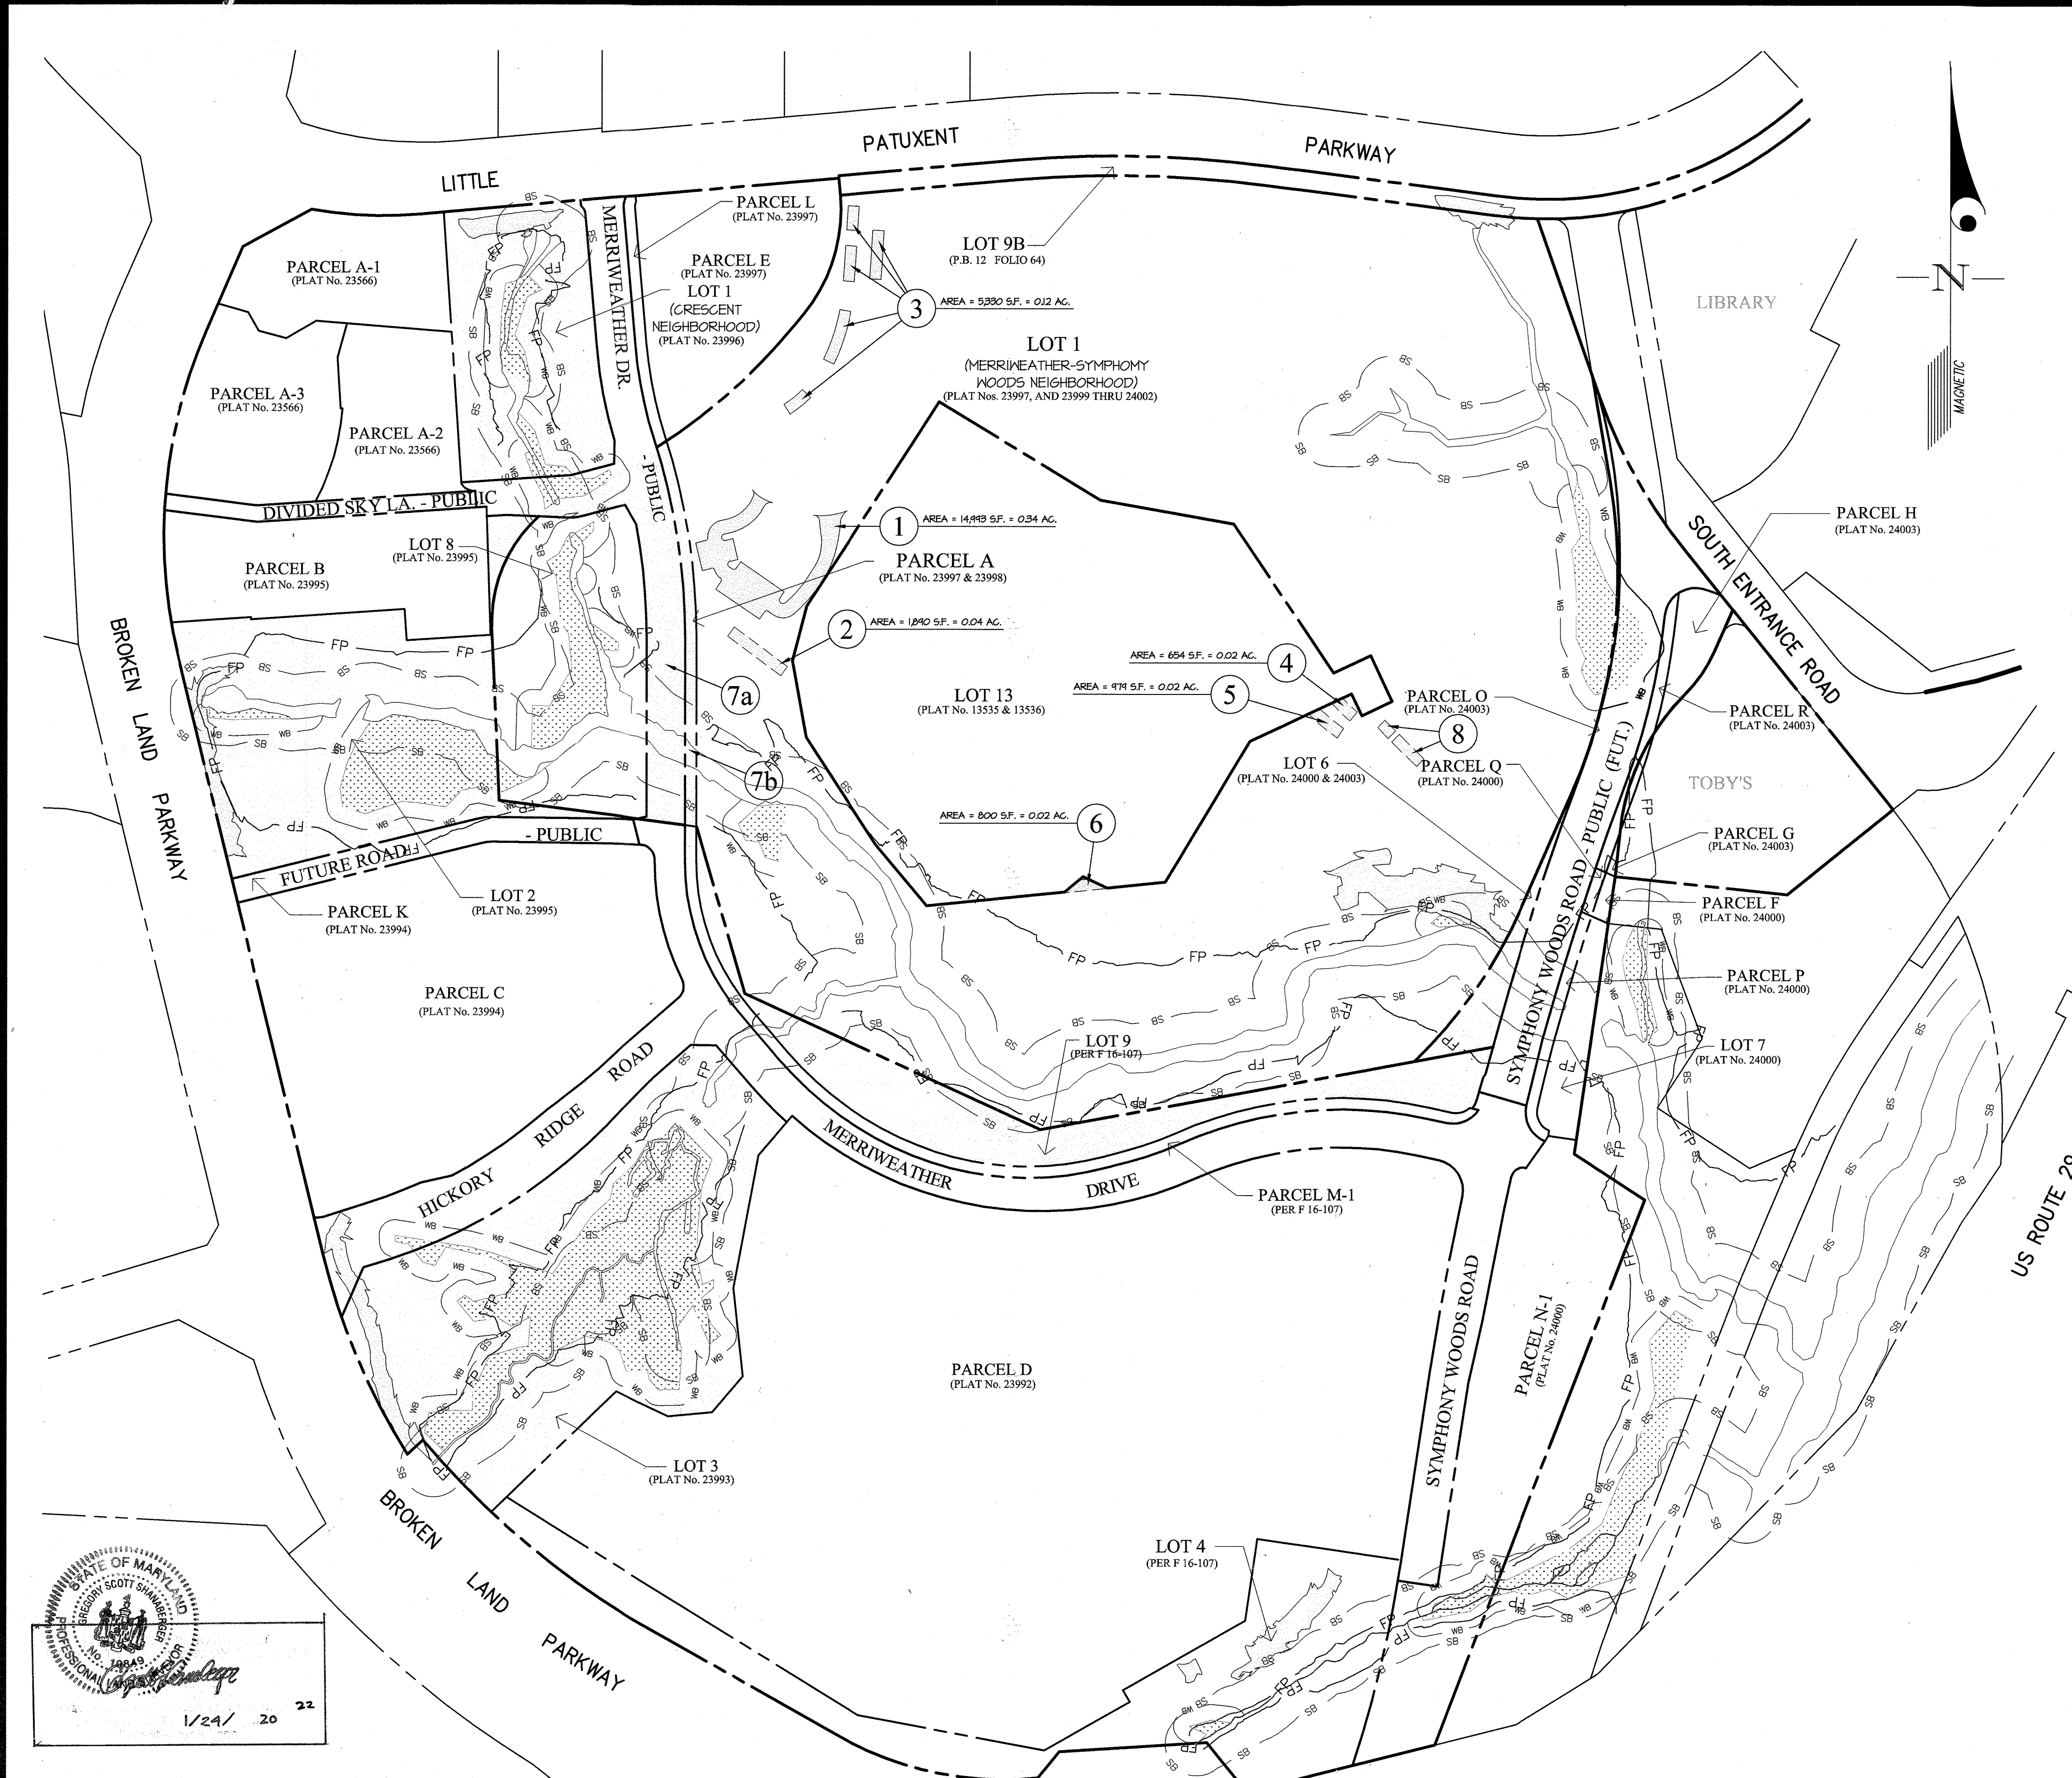 LITTLE
PATUXENT
PARKWAY
PARCEL L
(PLAT No. 23997)
MERRIWEATHER DR.
- PUBLIC
PARCEL E
(PLAT No. 23997)
LOT 1
(CRESCENT
NEIGHBORHOOD)
(PLAT No. 23996)
LOT 9B
(P.B. 12 FOLIO 64)
3
AREA = 5,330 S.F. = 0.12 AC.
LOT 1
(MERRIWEATHER-SYMPHOMY
WOODS NEIGHBORHOOD)
(PLAT Nos. 23997, AND 23999 THRU 24002)
LIBRARY
N
MAGNETIC
PARCEL A-1
(PLAT No. 23566)
PARCEL A-3
(PLAT No. 23566)
PARCEL A-2
(PLAT No. 23566)
DIVIDED SKY LA. - PUBLIC
LOT 8
(PLAT No. 23995)
PARCEL B
(PLAT No. 23995)
1
AREA = 14,993 S.F. = 0.34 AC.
PARCEL A
(PLAT No. 23997 & 23998)
2
AREA = 1,890 S.F. = 0.04 AC.
PARCEL H
(PLAT No. 24003)
SOUTH ENTRANCE ROAD
BROKEN LAND PARKWAY
7a
7b
AREA = 654 S.F. = 0.02 AC.
4
AREA = 979 S.F. = 0.02 AC.
5
LOT 13
(PLAT No. 13535 & 13536)
PARCEL O
(PLAT No. 24003)
8
PARCEL R
(PLAT No. 24003)
LOT 6
(PLAT No. 24000 & 24003)
PARCEL Q
(PLAT No. 24000)
TOBY'S
AREA = 800 S.F. = 0.02 AC.
6
PARCEL G
(PLAT No. 24003)
SYMPHONY WOODS ROAD - PUBLIC (FUT.)
FUTURE ROAD
- PUBLIC
LOT 2
(PLAT No. 23995)
PARCEL K
(PLAT No. 23994)
PARCEL F
(PLAT No. 24000)
PARCEL C
(PLAT No. 23994)
PARCEL P
(PLAT No. 24000)
LOT 9
(PER F 16-107)
LOT 7
(PLAT No. 24000)
HICKORY RIDGE ROAD
MERRIWEATHER
DRIVE
PARCEL M-1
(PER F 16-107)
US ROUTE 29
SYMPHONY WOODS ROAD
PARCEL N-1
(PLAT No. 24000)
PARCEL D
(PLAT No. 23992)
LOT 3
(PLAT No. 23993)
BROKEN
LAND
PARKWAY
LOT 4
(PER F 16-107)
STATE OF MARYLAND
GREGORY SCOTT SHANABERGER
No. 10849
PROFESSIONAL
1/24/ 20 22